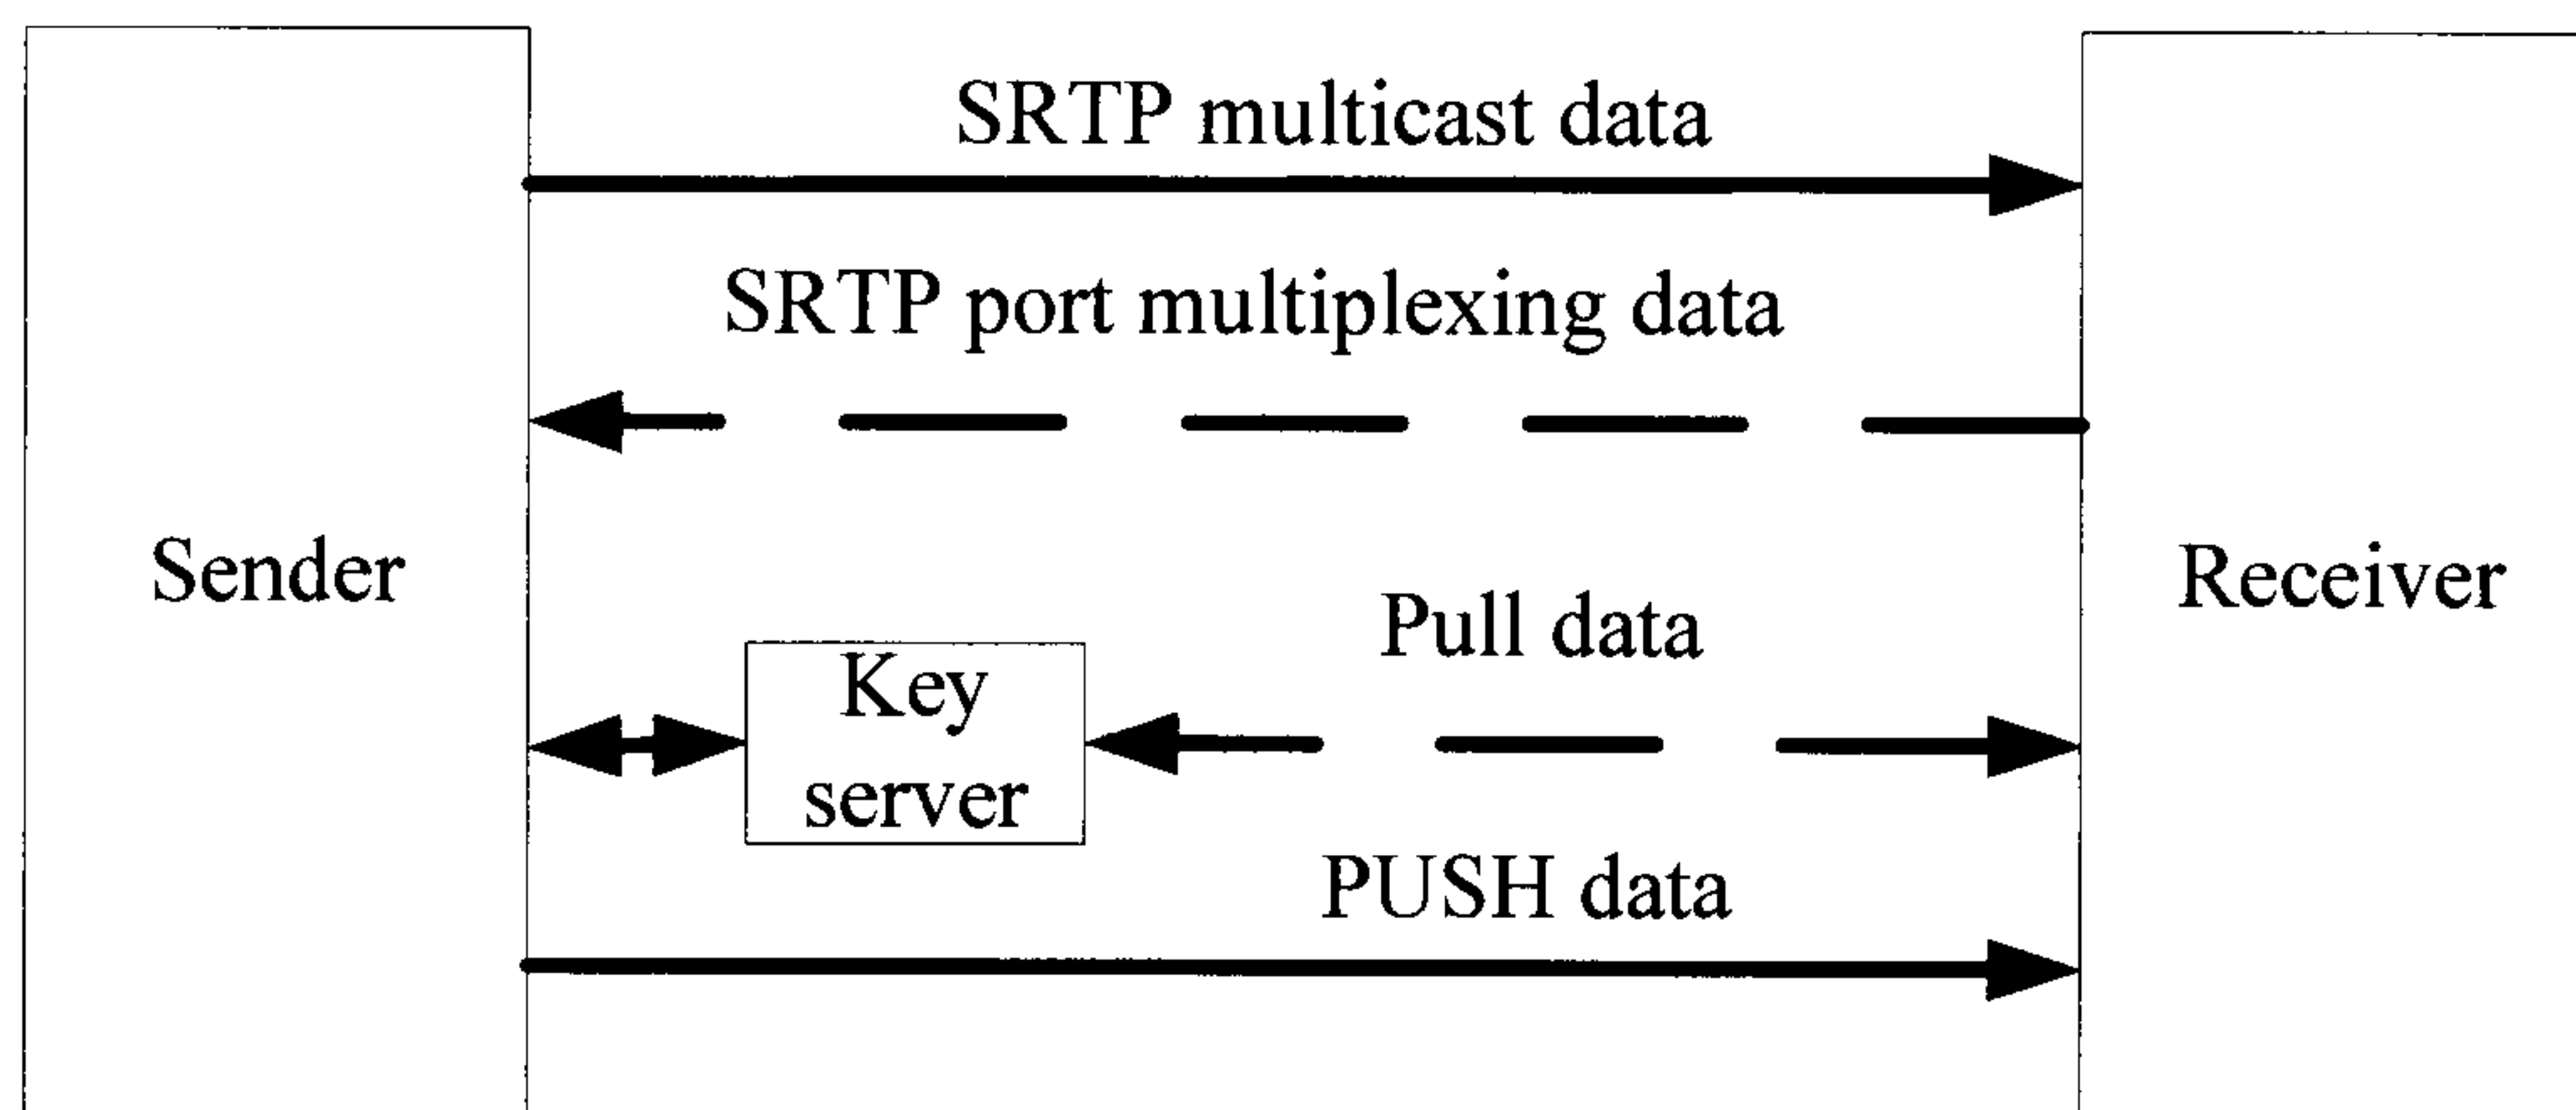 SRTP multicast data
SRTP port multiplexing data
Sender
Receiver
Pull data
Key
server
PUSH data